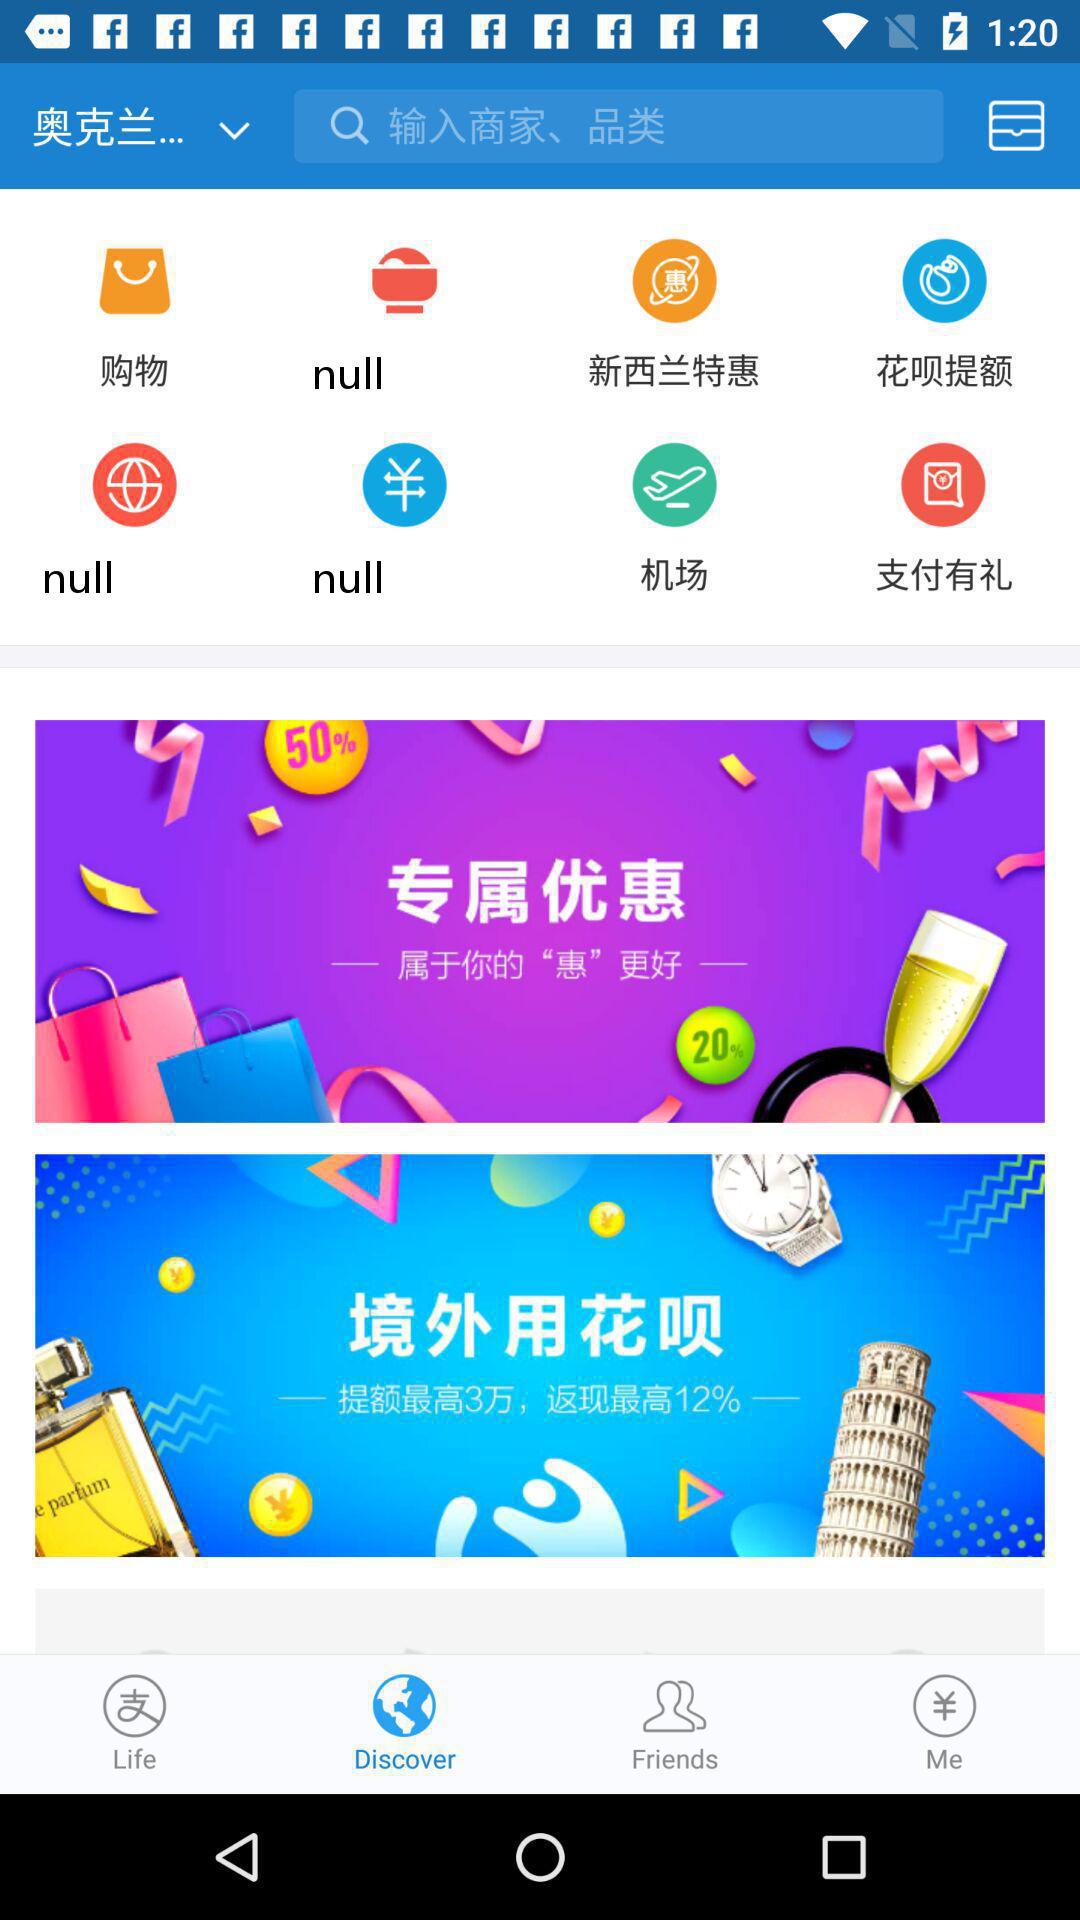 1:20
奥克兰...
输入商家、品类
惠
购物
null
新西兰特惠
花呗提额
¥
null
null
机场
支付有礼
50%
专属优惠
属于你的“惠”更好
20%
境外用花呗
提额最高3万，返现最高12%
e parfum
支
¥
Life
Discover
Friends
Me